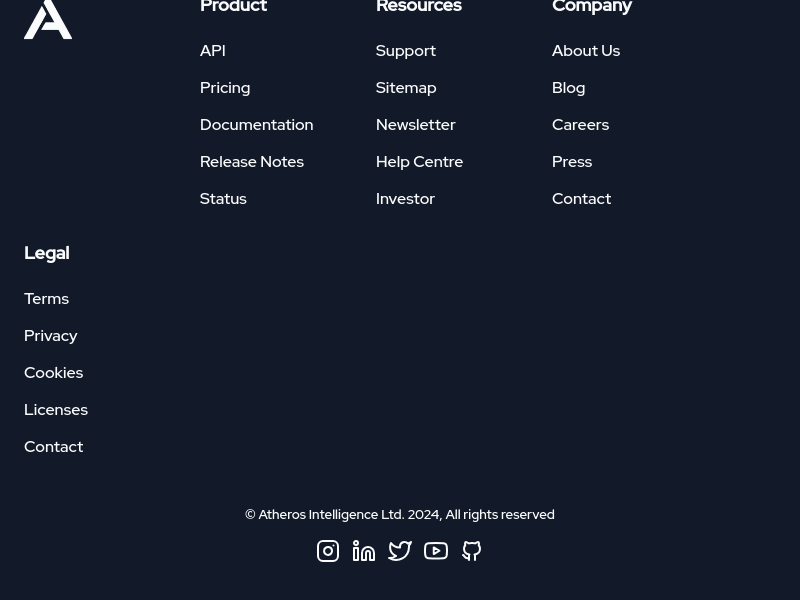 Product
API
Pricing
Documentation
Release Notes
Status
Resources
Support
Sitemap
Newsletter
Help Centre
Investor
Company
About Us
Blog
Careers
Press
Contact
Legal
Terms
Privacy
Cookies
Licenses
Contact
© Atheros Intelligence Ltd. 2024, All rights reserved